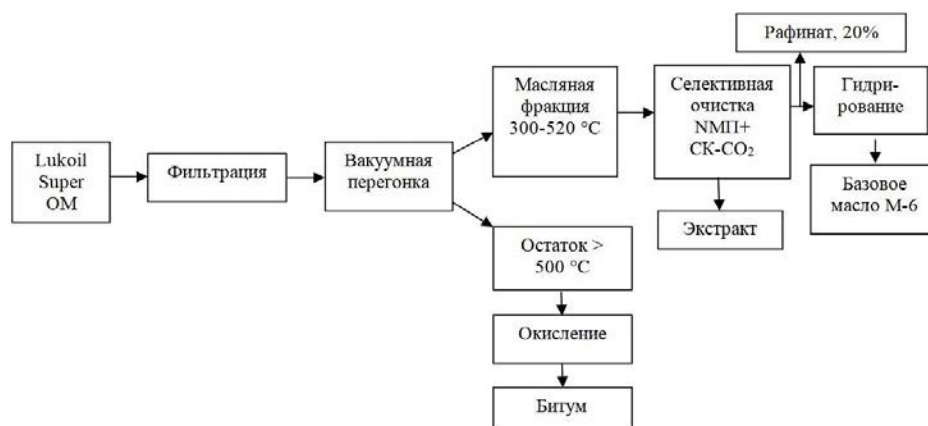 Lukoil
Super
OM
Фильтрация
Вакуумная
перегонка
Масляная
фракция
300-520 °C
Селективная
очистка
NМП+
СК-CO₂
Рафинат, 20%
Гидри-
рование
Базовое
масло М-6
Экстракт
Остаток >
500 °C
Окисление
Битум